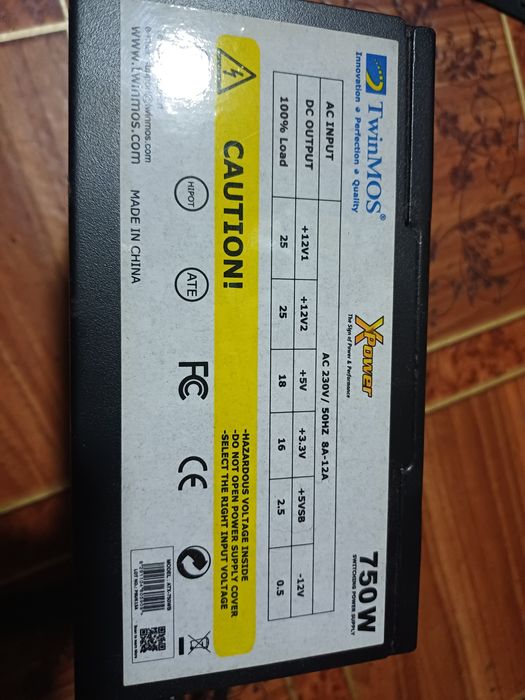 TwinMOS®
Innovation • Perfection • Quality
XPower
The Sign of Power & Performance
750W
SWITCHING POWER SUPPLY
AC INPUT AC 230V/ 50HZ 8A-12A
DC OUTPUT +12V1 +12V2 +5V +3.3V +5VSB -12V
100% Load 25 25 18 16 2.5 0.5
CAUTION!
-HAZARDOUS VOLTAGE INSIDE
-DO NOT OPEN POWER SUPPLY COVER
-SELECT THE RIGHT INPUT VOLTAGE
HIPOT
ATE
FC
CE
www.twinmos.com
MADE IN CHINA